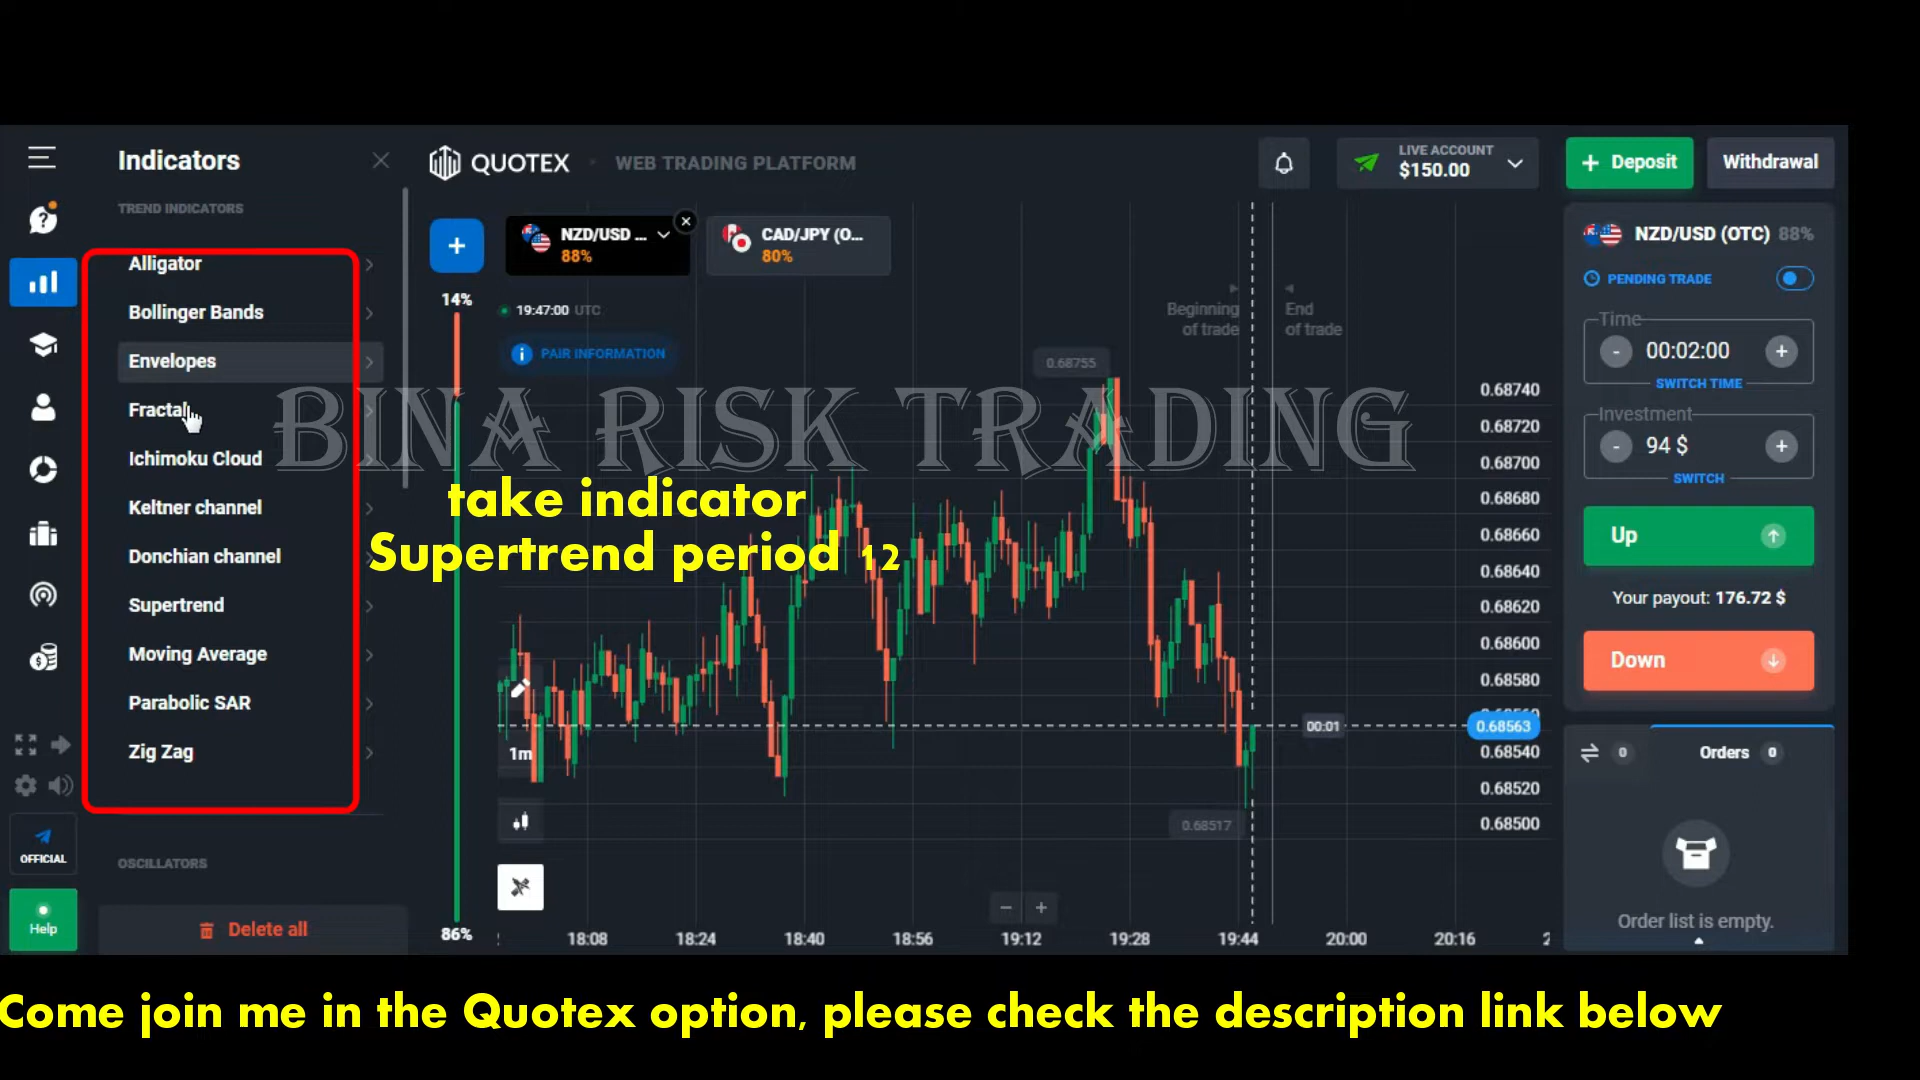 Indicators
TREND INDICATORS
Alligator
Bollinger Bands
Envelopes
Fractal
Ichimoku Cloud
Keltner channel
Donchian channel
Supertrend
Moving Average
Parabolic SAR
Zig Zag
OSCILLATORS
Delete all
OFFICIAL
Help
QUOTEX
WEB TRADING PLATFORM
LIVE ACCOUNT
$150.00
+ Deposit
Withdrawal
NZD/USD ...
88%
CAD/JPY (O...
80%
14%
19:47:00 UTC
PAIR INFORMATION
Beginning
of trade
End
of trade
0.68755
BINA RISK TRADING
take indicator
Supertrend period 12
0.68740
0.68720
0.68700
0.68680
0.68660
0.68640
0.68620
0.68600
0.68580
0.68560
0.68563
0.68540
0.68520
0.68500
00:01
0.68517
1m
86%
18:08
18:24
18:40
18:56
19:12
19:28
19:44
20:00
20:16
NZD/USD (OTC) 88%
PENDING TRADE
Time
- 00:02:00 +
SWITCH TIME
Investment
- 94 $ +
SWITCH
Up
Your payout: 176.72 $
Down
0
Orders 0
Order list is empty.
Come join me in the Quotex option, please check the description link below